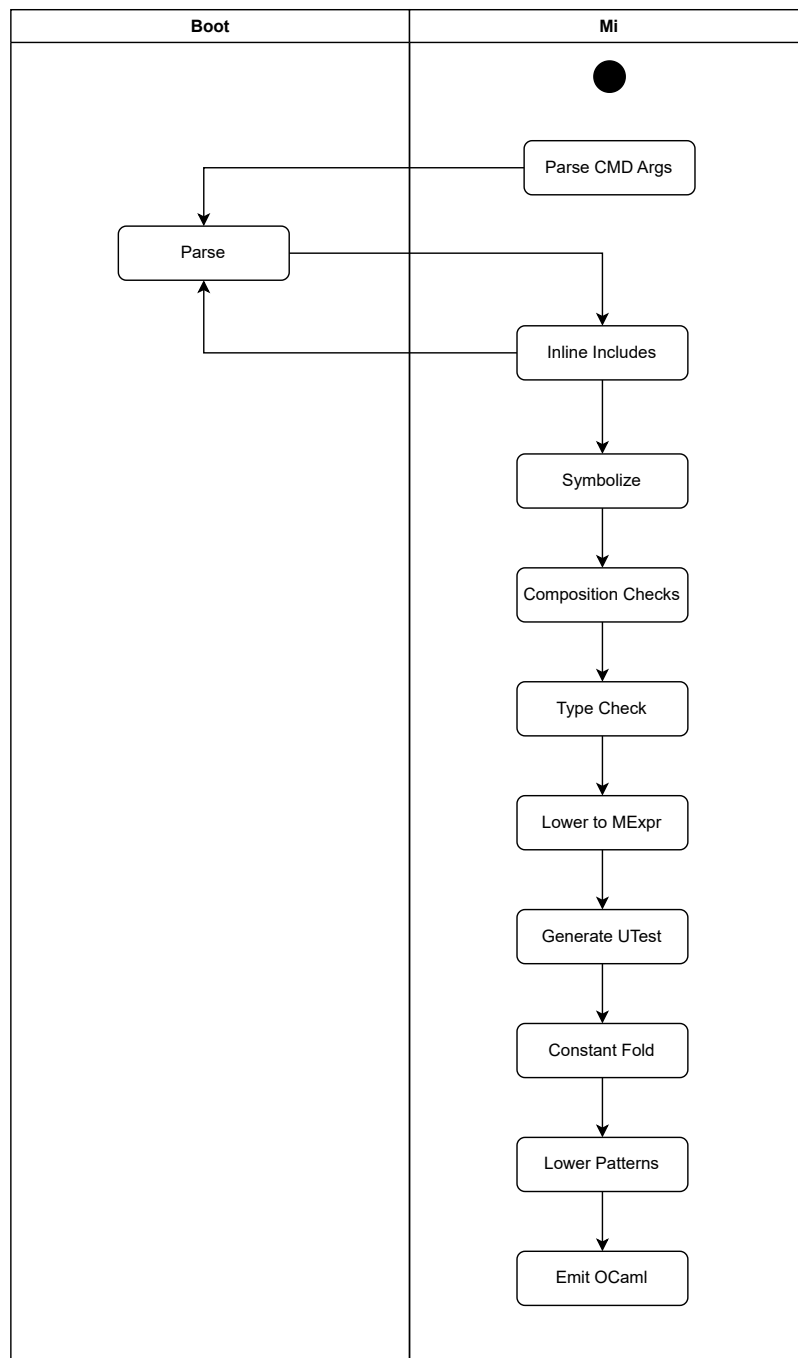 Boot
Mi
Parse CMD Args
Parse
Inline Includes
Symbolize
Composition Checks
Type Check
Lower to MExpr
Generate UTest
Constant Fold
Lower Patterns
Emit OCaml